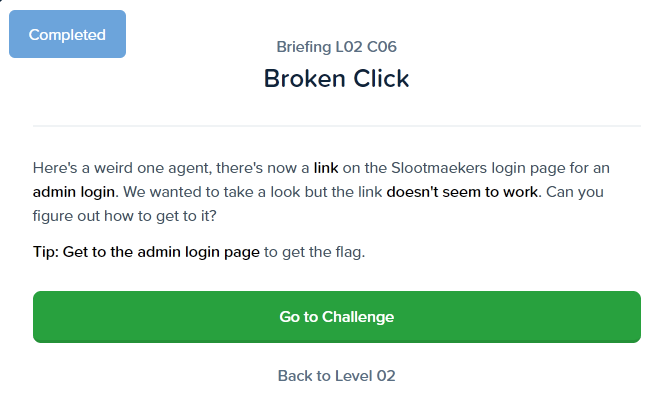 Completed
Briefing L02 C06
Broken Click
Here's a weird one agent, there's now a link on the Slootmaekers login page for an
admin login. We wanted to take a look but the link doesn't seem to work. Can you
figure out how to get to it?
Tip: Get to the admin login page to get the flag.
Go to Challenge
Back to Level 02